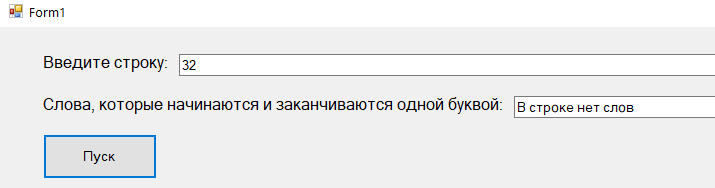 Form1
Введите строку: 32
Слова, которые начинаются и заканчиваются одной буквой: В строке нет слов
Пуск